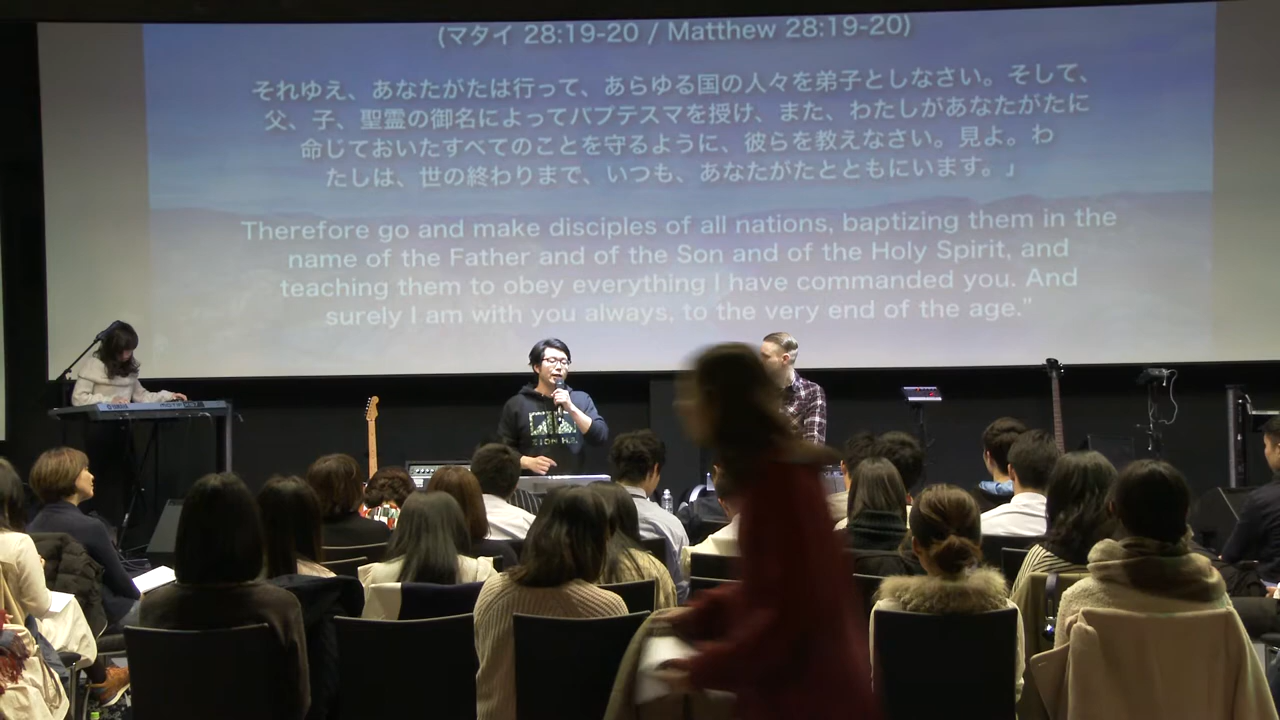 (マタイ 28:19-20 / Matthew 28:19-20)
それゆえ、あなたがたは行って、あらゆる国の人々を弟子としなさい。そして、
父、子、聖霊の御名によってバプテスマを授け、また、わたしがあなたがたに
命じておいたすべてのことを守るように、彼らを教えなさい。見よ。わ
たしは、世の終わりまで、いつも、あなたがたとともにいます。」
Therefore go and make disciples of all nations, baptizing them in the
name of the Father and of the Son and of the Holy Spirit, and
teaching them to obey everything I have commanded you. And
surely I am with you always, to the very end of the age."
YAMAHA